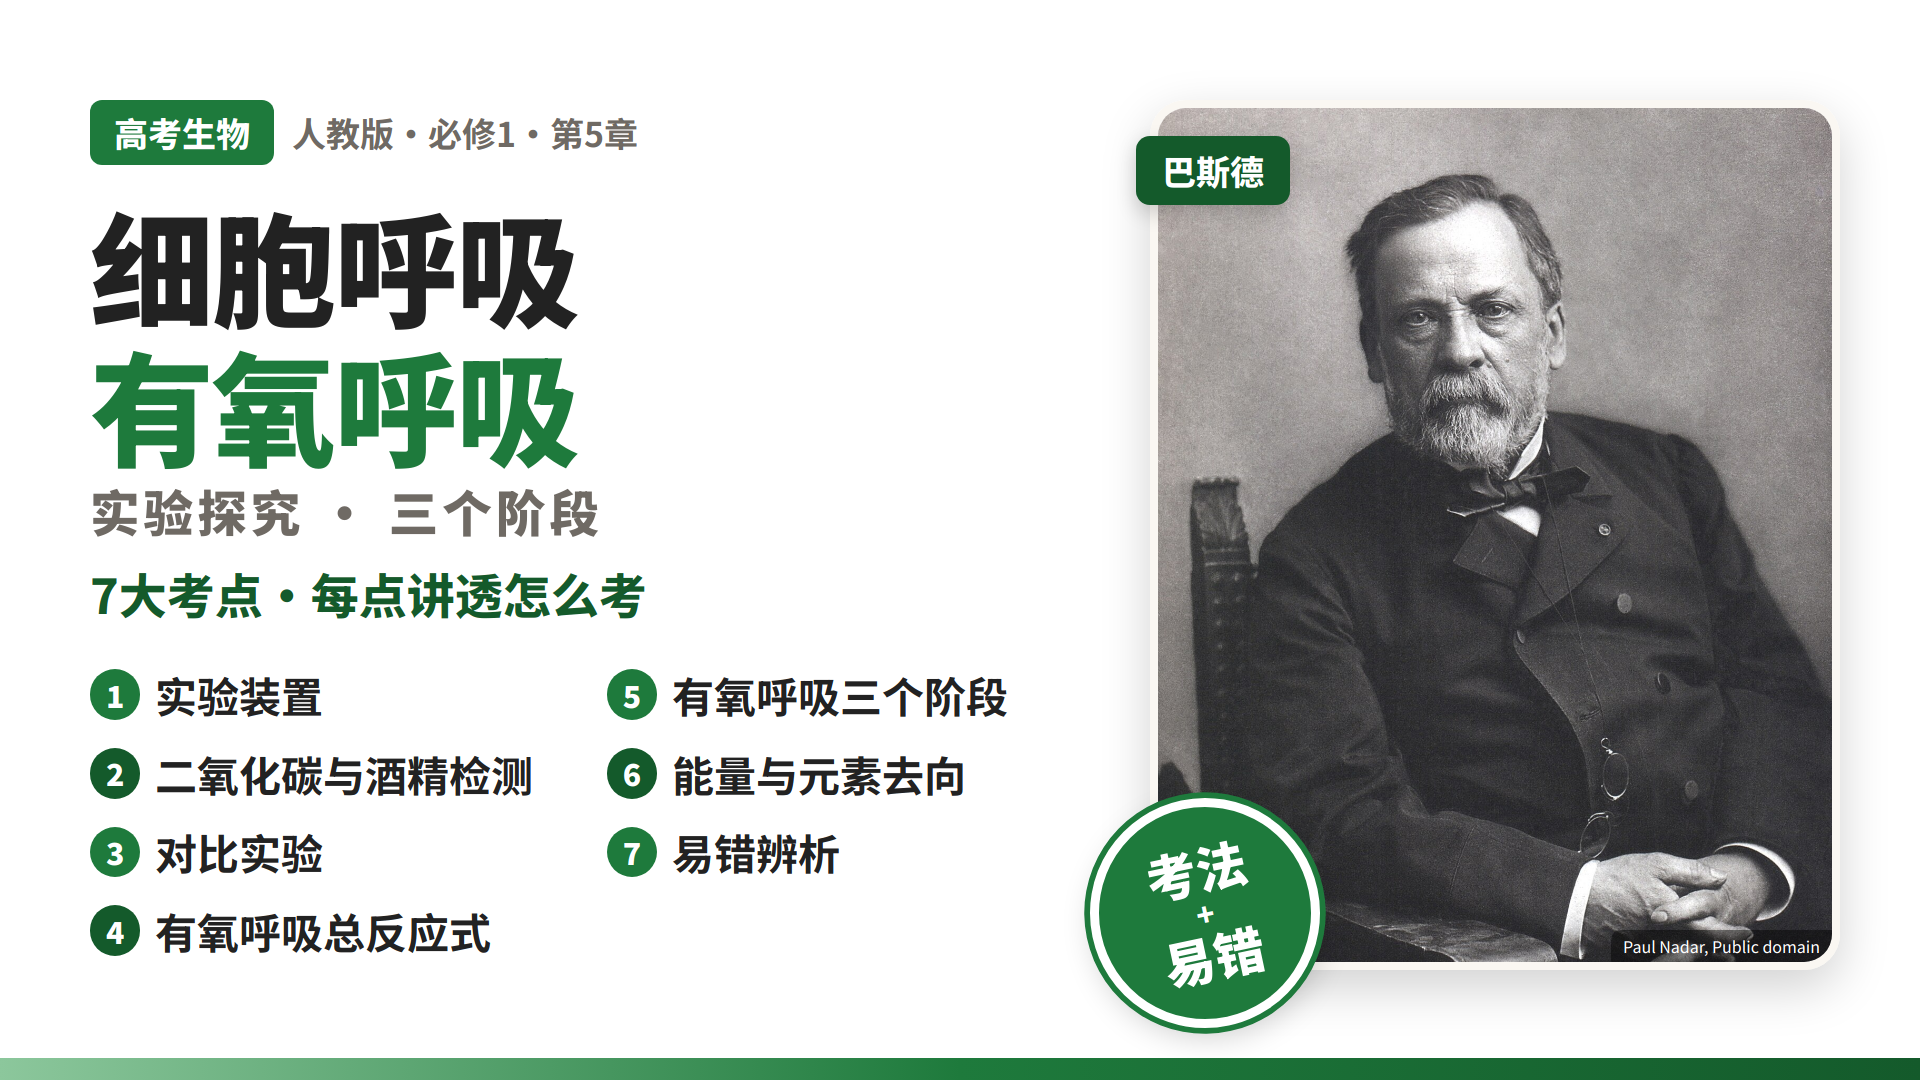 高考生物
人教版·必修1·第5章
细胞呼吸
有氧呼吸
实验探究 · 三个阶段
7大考点·每点讲透怎么考
1 实验装置
2 二氧化碳与酒精检测
3 对比实验
4 有氧呼吸总反应式
5 有氧呼吸三个阶段
6 能量与元素去向
7 易错辨析
巴斯德
考法
+
易错
Paul Nadar, Public domain